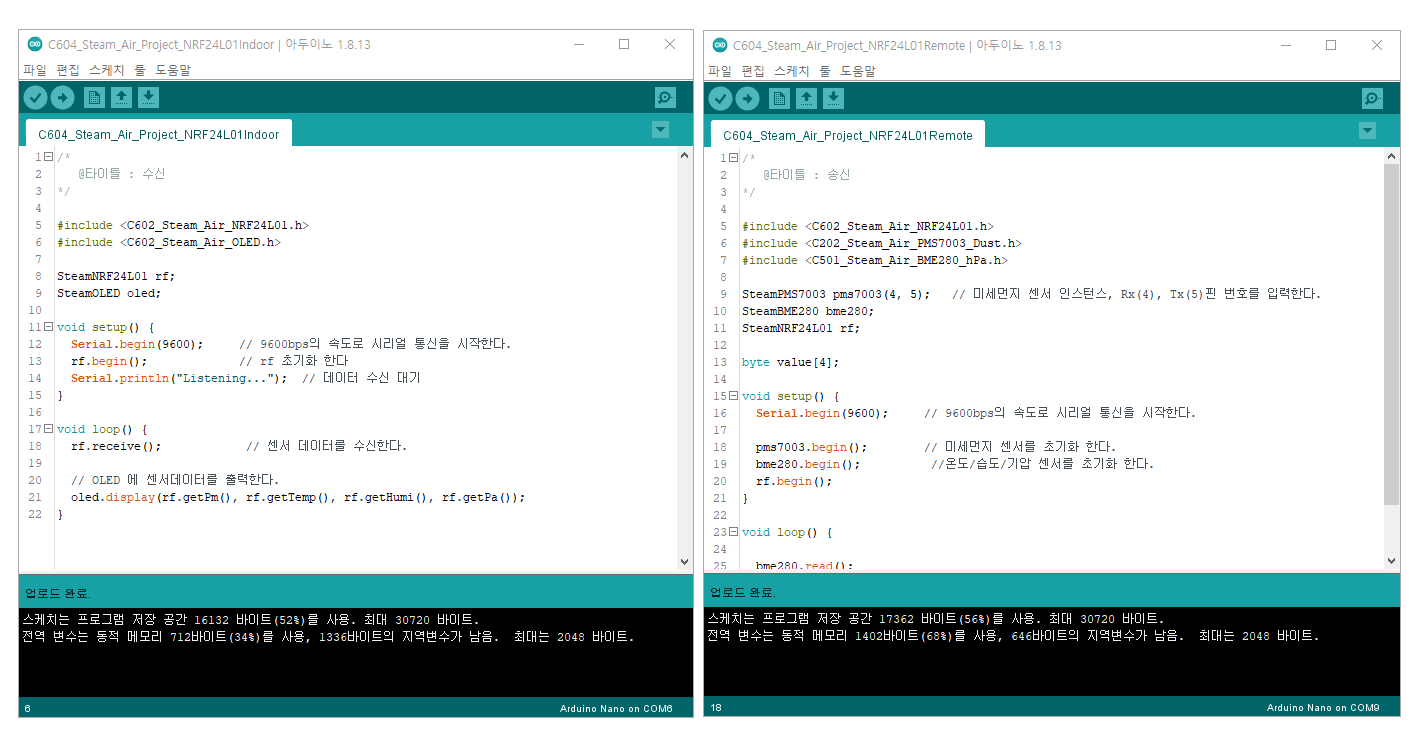 C604_Steam_Air_Project_NRF24L01Indoor | 아두이노 1.8.13
파일 편집 스케치 툴 도움말
C604_Steam_Air_Project_NRF24L01Indoor
1 /*
2 @타이틀 : 수신
3 */
4
5 #include <C602_Steam_Air_NRF24L01.h>
6 #include <C602_Steam_Air_OLED.h>
7
8 SteamNRF24L01 rf;
9 SteamOLED oled;
10
11 void setup() {
12 Serial.begin(9600); // 9600bps의 속도로 시리얼 통신을 시작한다.
13 rf.begin(); // rf 초기화 한다
14 Serial.println("Listening..."); // 데이터 수신 대기
15 }
16
17 void loop() {
18 rf.receive(); // 센서 데이터를 수신한다.
19
20 // OLED 에 센서데이터를 출력한다.
21 oled.display(rf.getPm(), rf.getTemp(), rf.getHumi(), rf.getPa());
22 }
업로드 완료.
스케치는 프로그램 저장 공간 16132 바이트(52%)를 사용. 최대 30720 바이트.
전역 변수는 동적 메모리 712바이트(34%)를 사용, 1336바이트의 지역변수가 남음.  최대는 2048 바이트.
6 Arduino Nano on COM6
C604_Steam_Air_Project_NRF24L01Remote | 아두이노 1.8.13
파일 편집 스케치 툴 도움말
C604_Steam_Air_Project_NRF24L01Remote
1 /*
2 @타이틀 : 송신
3 */
4
5 #include <C602_Steam_Air_NRF24L01.h>
6 #include <C202_Steam_Air_PMS7003_Dust.h>
7 #include <C501_Steam_Air_BME280_hPa.h>
8
9 SteamPMS7003 pms7003(4, 5); // 미세먼지 센서 인스턴스, Rx(4), Tx(5)핀 번호를 입력한다.
10 SteamBME280 bme280;
11 SteamNRF24L01 rf;
12
13 byte value[4];
14
15 void setup() {
16 Serial.begin(9600); // 9600bps의 속도로 시리얼 통신을 시작한다.
17
18 pms7003.begin(); // 미세먼지 센서를 초기화 한다.
19 bme280.begin(); //온도/습도/기압 센서를 초기화 한다.
20 rf.begin();
21 }
22
23 void loop() {
24
25 bme280.read();
업로드 완료.
스케치는 프로그램 저장 공간 17362 바이트(56%)를 사용. 최대 30720 바이트.
전역 변수는 동적 메모리 1402바이트(68%)를 사용, 646바이트의 지역변수가 남음.  최대는 2048 바이트.
18 Arduino Nano on COM9